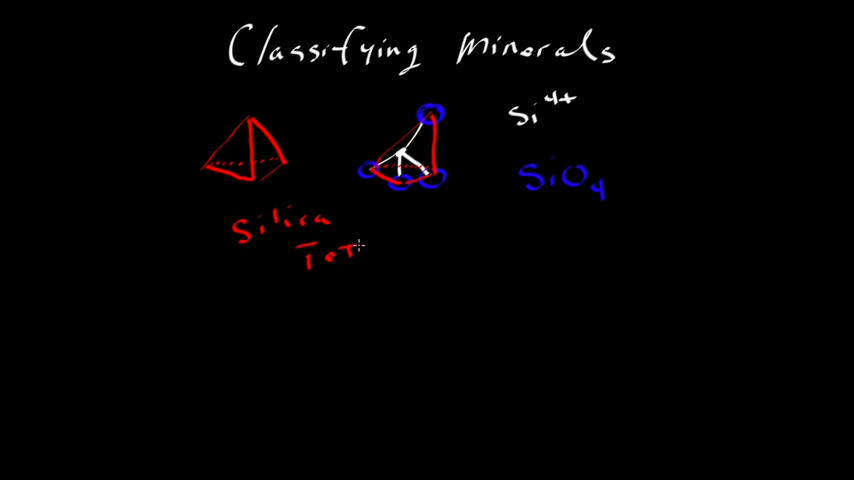 Classifying Minerals
Si⁴⁺
SiO₄
Silica
Tet